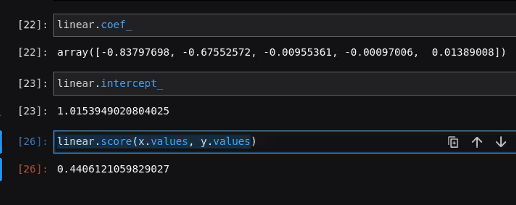 [22]: linear.coef_
[22]: array([-0.83797698, -0.67552572, -0.00955361, -0.00097006,  0.01389008])
[23]: linear.intercept_
[23]: 1.0153949020804025
[26]: linear.score(x.values, y.values)
[26]: 0.4406121059829027